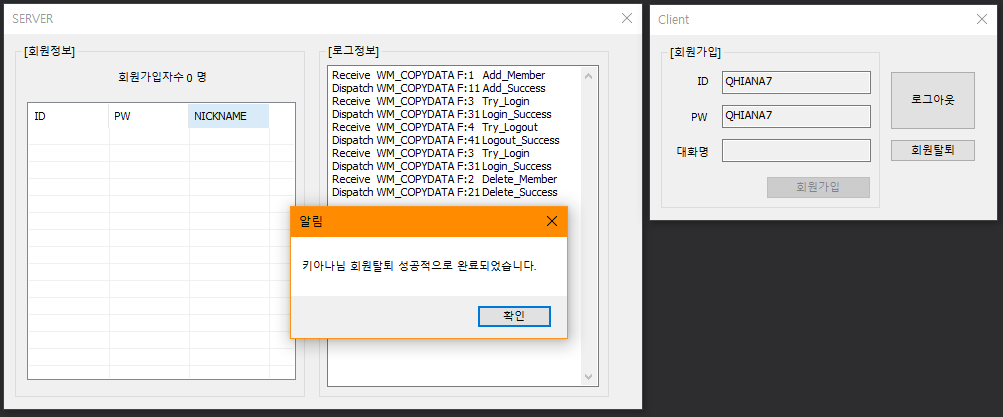 SERVER
[회원정보]
회원가입자수 0 명
ID PW NICKNAME
[로그정보]
Receive WM_COPYDATA F:1 Add_Member
Dispatch WM_COPYDATA F:11 Add_Success
Receive WM_COPYDATA F:3 Try_Login
Dispatch WM_COPYDATA F:31 Login_Success
Receive WM_COPYDATA F:4 Try_Logout
Dispatch WM_COPYDATA F:41 Logout_Success
Receive WM_COPYDATA F:3 Try_Login
Dispatch WM_COPYDATA F:31 Login_Success
Receive WM_COPYDATA F:2 Delete_Member
Dispatch WM_COPYDATA F:21 Delete_Success
알림
키아나님 회원탈퇴 성공적으로 완료되었습니다.
확인
Client
[회원가입]
ID QHIANA7
PW QHIANA7
대화명
회원가입
로그아웃
회원탈퇴